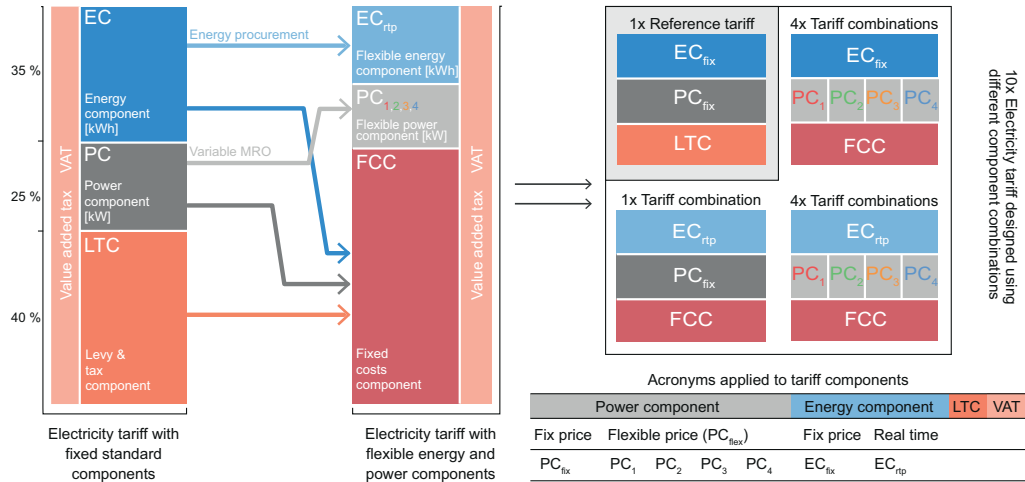 35 %
25 %
40 %
Value added tax VAT
EC
Energy
component
[kWh]
PC
Power
component
[kW]
LTC
Levy &
tax
component
Energy procurement
Variable MRO
ECrtp
Flexible energy
component [kWh]
PC1,2,3,4
Flexible power
component [kW]
FCC
Fixed
costs
component
Value added tax VAT
Electricity tariff with
fixed standard
components
Electricity tariff with
flexible energy and
power components
1x Reference tariff
ECfix
PCfix
LTC
4x Tariff combinations
ECfix
PC1 PC2 PC3 PC4
FCC
1x Tariff combination
ECrtp
PCfix
FCC
4x Tariff combinations
ECrtp
PC1 PC2 PC3 PC4
FCC
10x Electricity tariff designed using
different component combinations
Acronyms applied to tariff components
Power component Energy component LTC VAT
Fix price Flexible price (PCflex) Fix price Real time
PCfix PC1 PC2 PC3 PC4 ECfix ECrtp